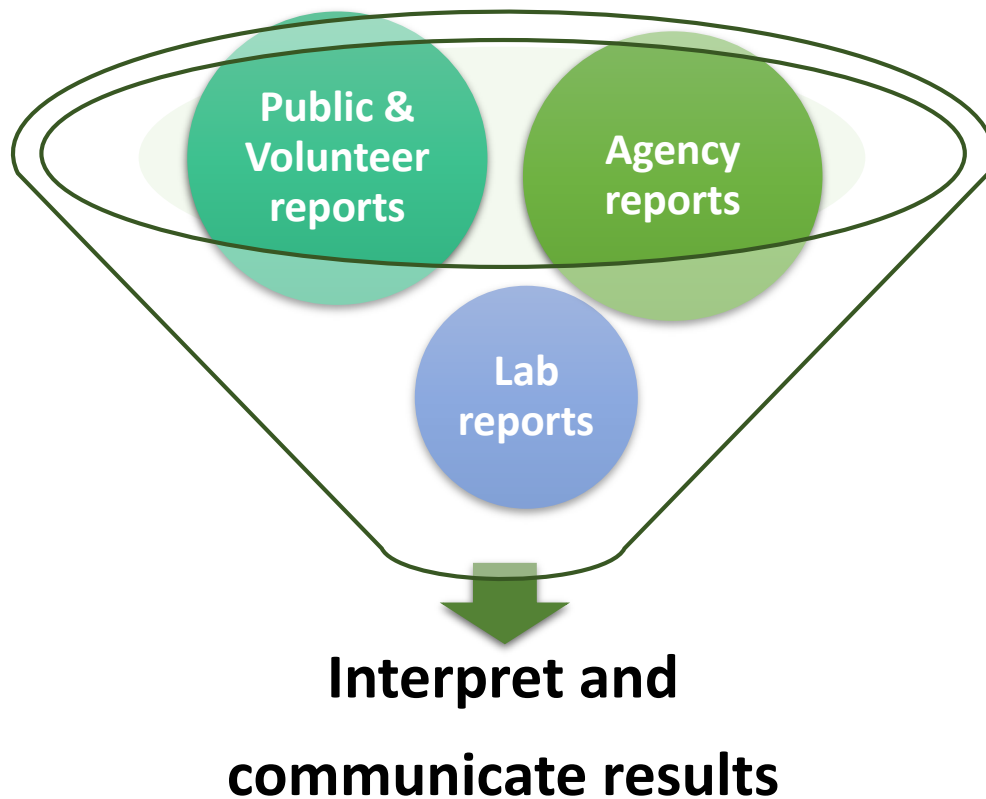 Public &
Volunteer
reports
Agency
reports
Lab
reports
Interpret and
communicate results